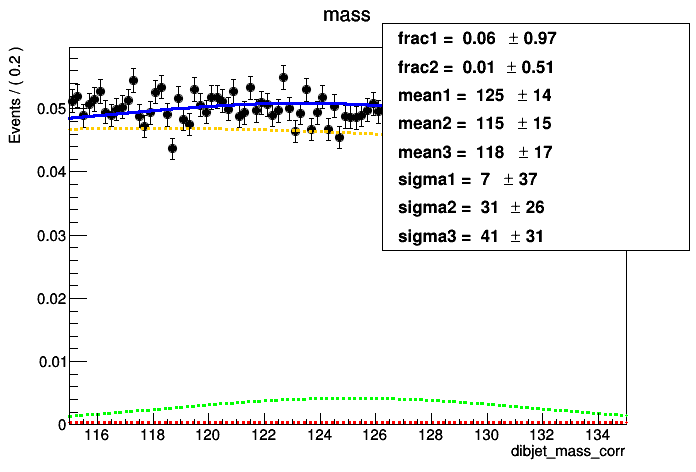 mass
frac1 = 0.06 ± 0.97
frac2 = 0.01 ± 0.51
mean1 = 125 ± 14
mean2 = 115 ± 15
mean3 = 118 ± 17
sigma1 = 7 ± 37
sigma2 = 31 ± 26
sigma3 = 41 ± 31
Events / ( 0.2 )
0.05
0.04
0.03
0.02
0.01
0
116 118 120 122 124 126 128 130 132 134
dibjet_mass_corr